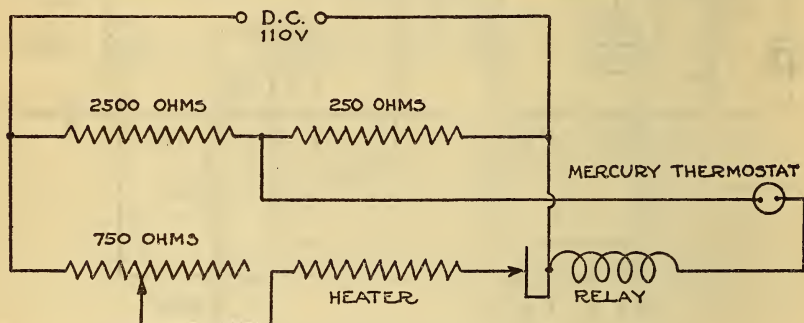 D.C.
110V
2500 OHMS
250 OHMS
MERCURY THERMOSTAT
750 OHMS
HEATER
RELAY